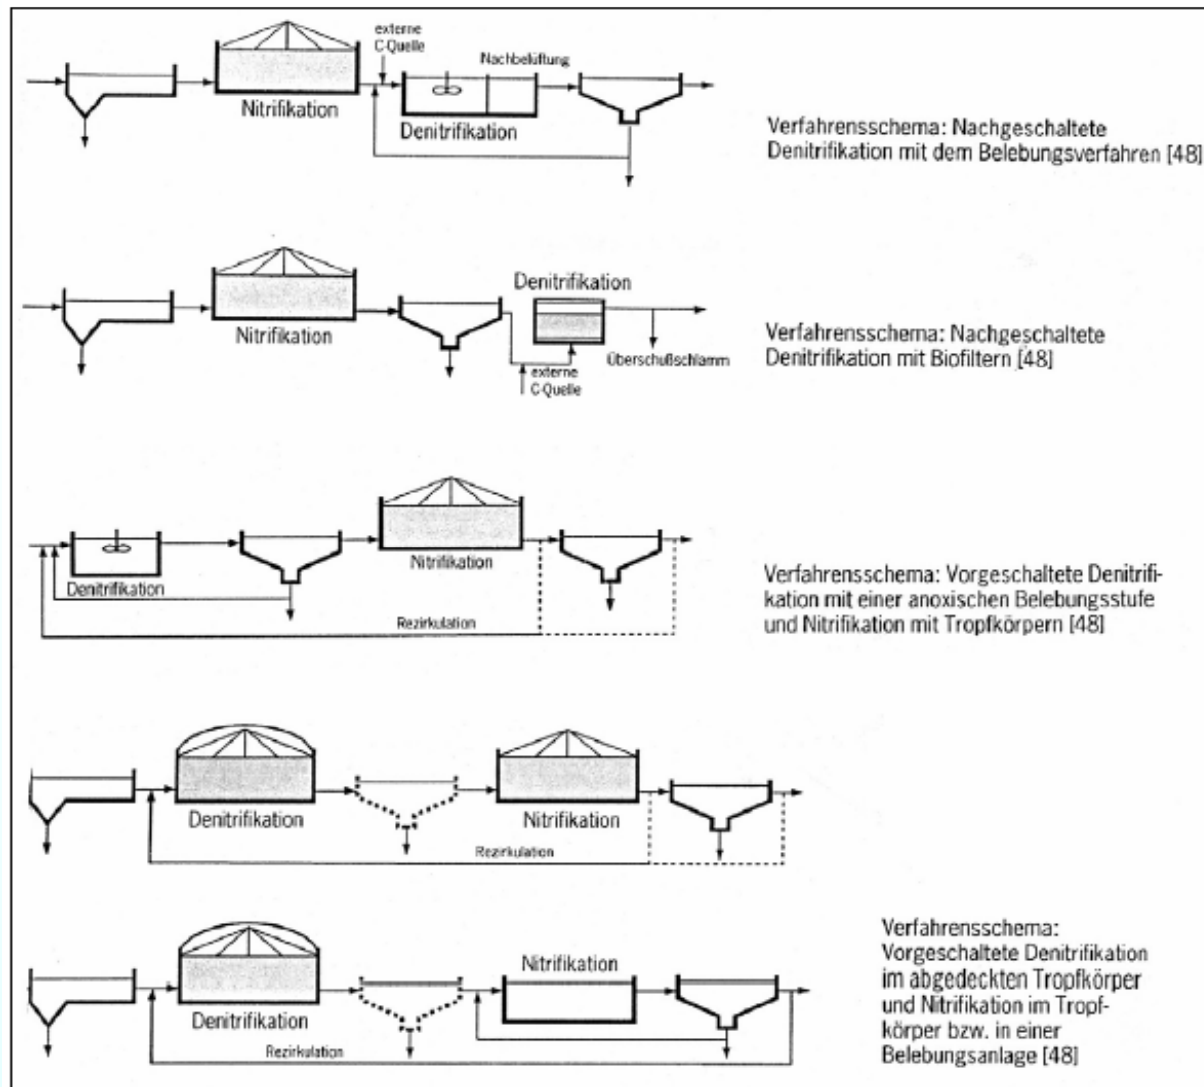 externe
C-Quelle
Nachbelüftung
Nitrifikation
Denitrifikation
Verfahrensschema: Nachgeschaltete
Denitrifikation mit dem Belebungsverfahren [48]
Denitrifikation
Nitrifikation
externe
C-Quelle
Überschußschlamm
Verfahrensschema: Nachgeschaltete
Denitrifikation mit Biofiltern [48]
Denitrifikation
Nitrifikation
Rezirkulation
Verfahrensschema: Vorgeschaltete Denitrifi-
kation mit einer anoxischen Belebungsstufe
und Nitrifikation mit Tropfkörpern [48]
Denitrifikation
Nitrifikation
Rezirkulation
Nitrifikation
Denitrifikation
Rezirkulation
Verfahrensschema:
Vorgeschaltete Denitrifikation
im abgedeckten Tropfkörper
und Nitrifikation im Tropf-
körper bzw. in einer
Belebungsanlage [48]